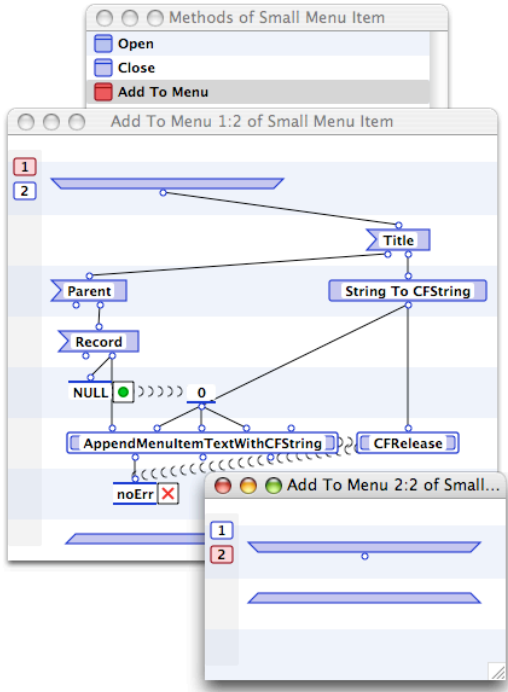 Methods of Small Menu Item
Open
Close
Add To Menu
Add To Menu 1:2 of Small Menu Item
1
2
Title
Parent
String To CFString
Record
NULL
0
AppendMenuItemTextWithCFString
CFRelease
noErr
Add To Menu 2:2 of Small...
1
2